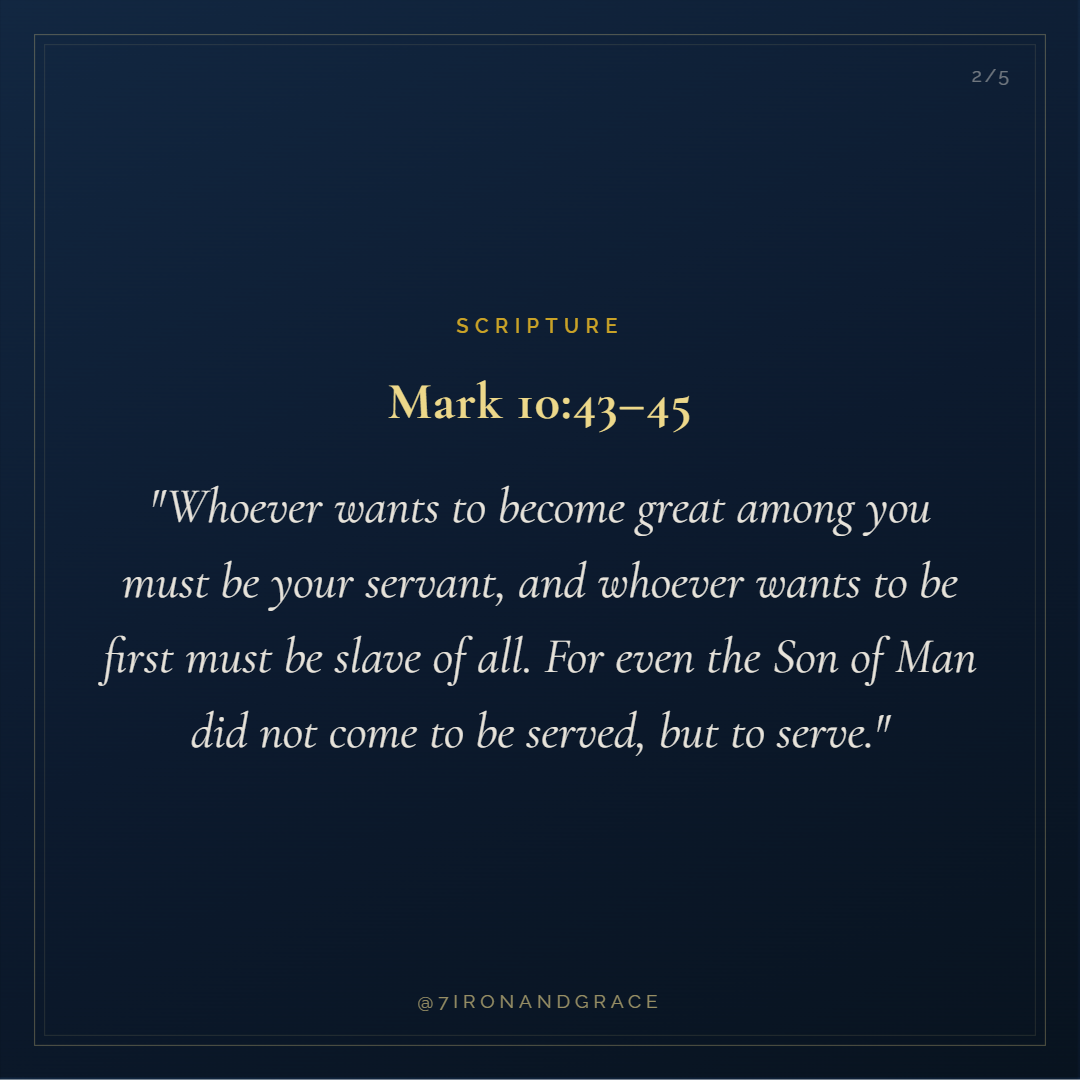 2/5
SCRIPTURE
Mark 10:43–45
"Whoever wants to become great among you
must be your servant, and whoever wants to be
first must be slave of all. For even the Son of Man
did not come to be served, but to serve."
@7IRONANDGRACE